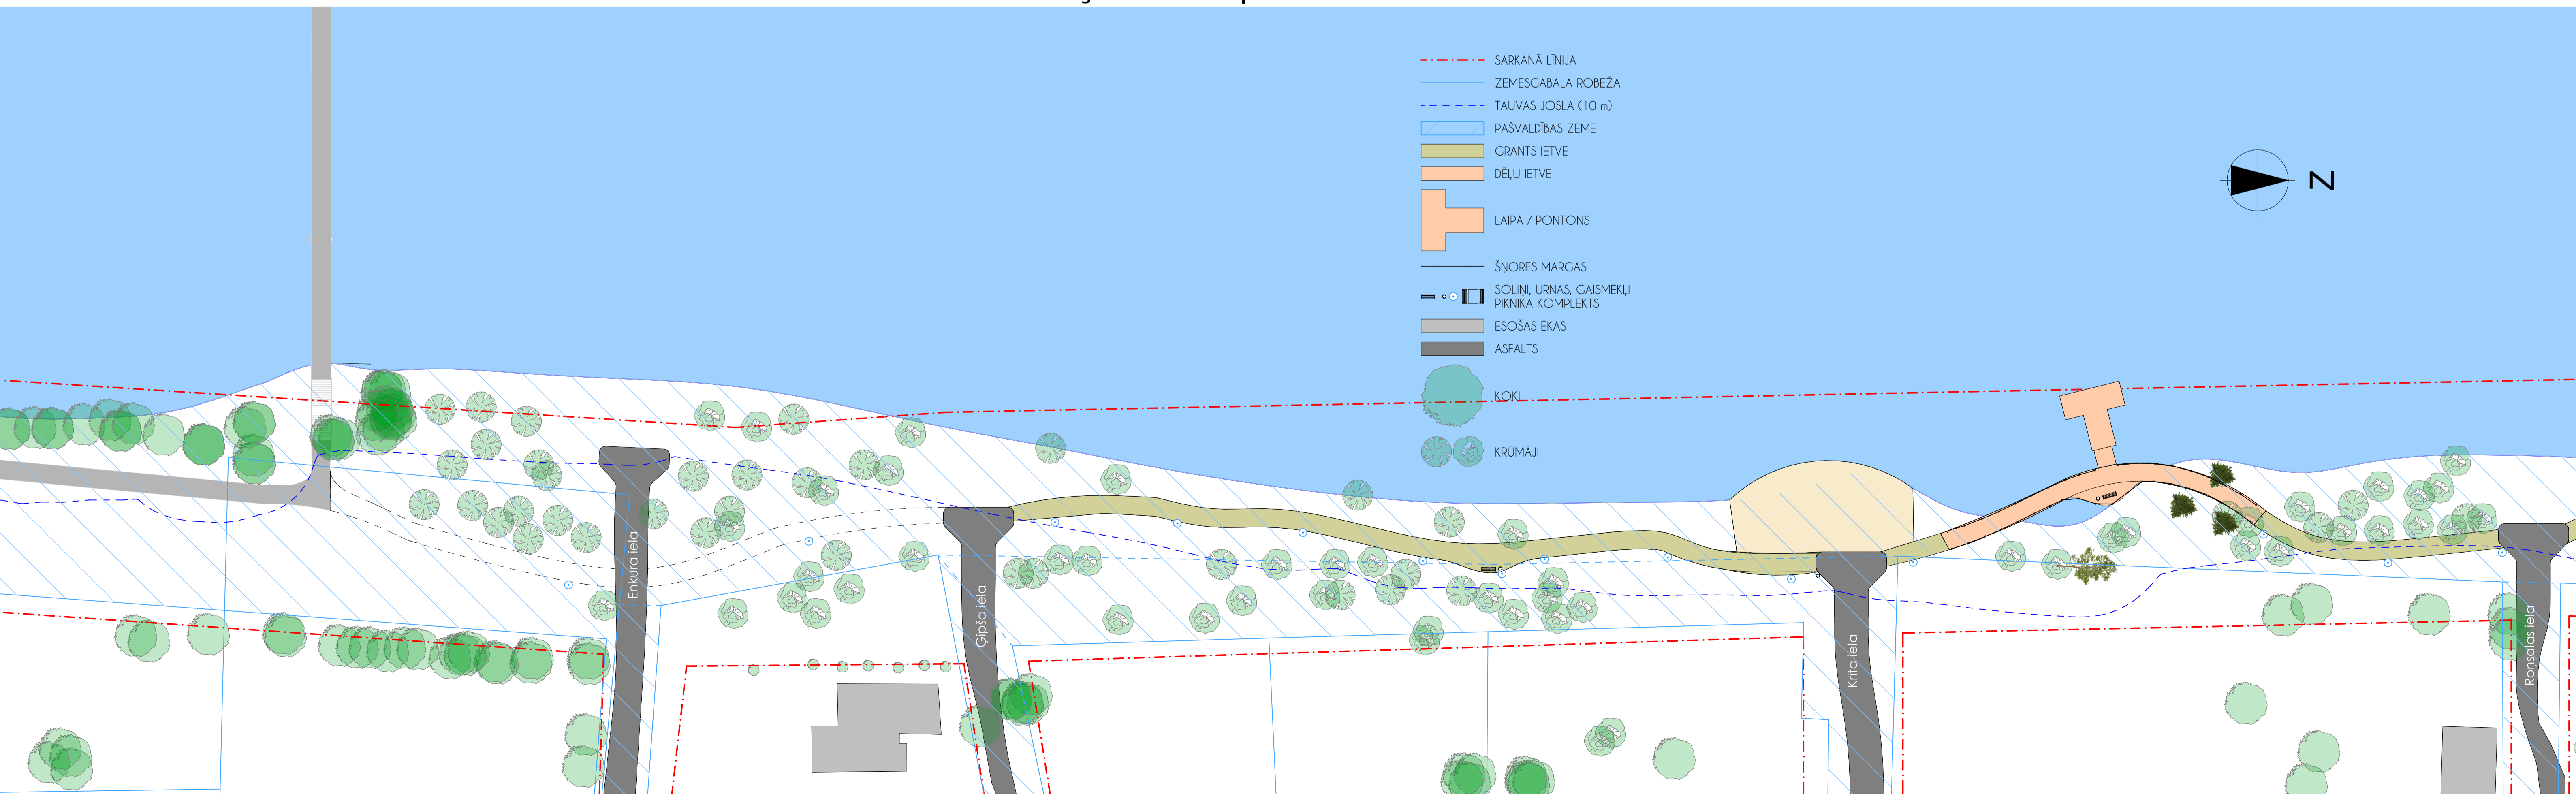 SARKANĀ LĪNIJA
ZEMESGABALA ROBEŽA
TAUVAS JOSLA (10 m)
PAŠVALDĪBAS ZEME
GRANTS IETVE
DĒĻU IETVE
LAIPA / PONTONS
ŠŅORES MARGAS
SOLIŅI, URNAS, GAISMEKĻI
PIKNIKA KOMPLEKTS
ESOŠAS ĒKAS
ASFALTS
KOKI
KRŪMĀJI
N
Enkura iela
Ģipša iela
Krīta iela
Roņsalas iela